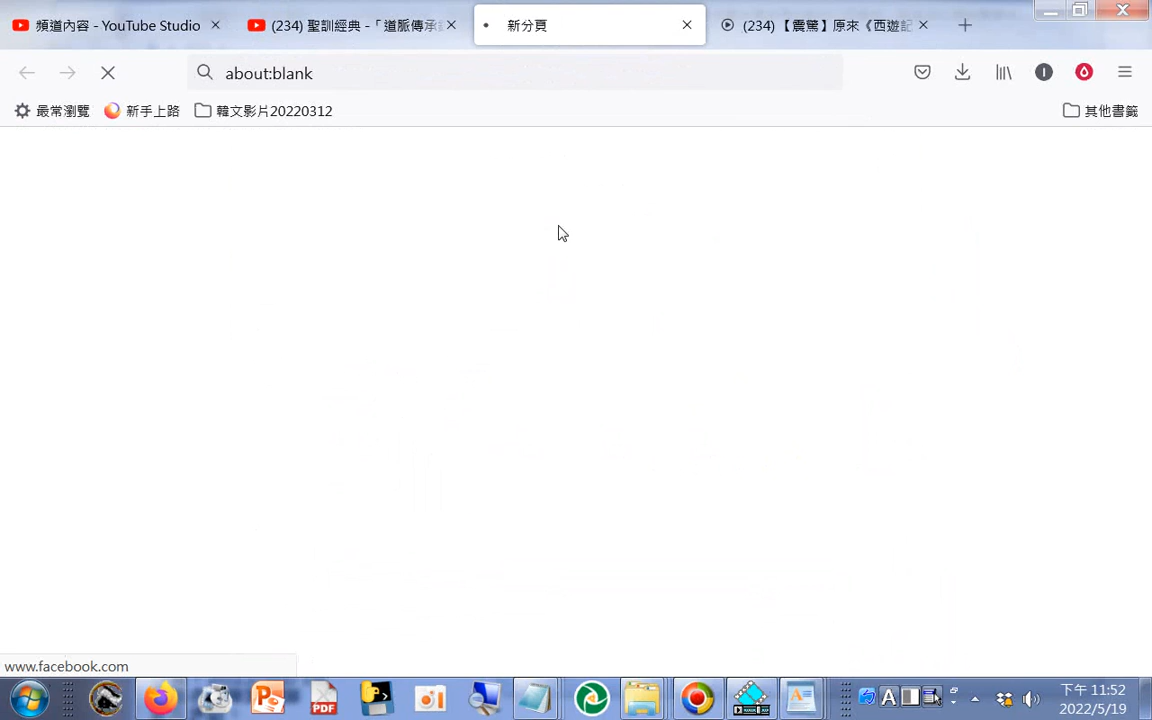 頻道內容 - YouTube Studio
(234) 聖訓經典 -「道脈傳承
新分頁
(234)【震驚】原來《西遊記
about:blank
最常瀏覽
新手上路
韓文影片20220312
其他書籤
www.facebook.com
PDF
A
下午 11:52
2022/5/19